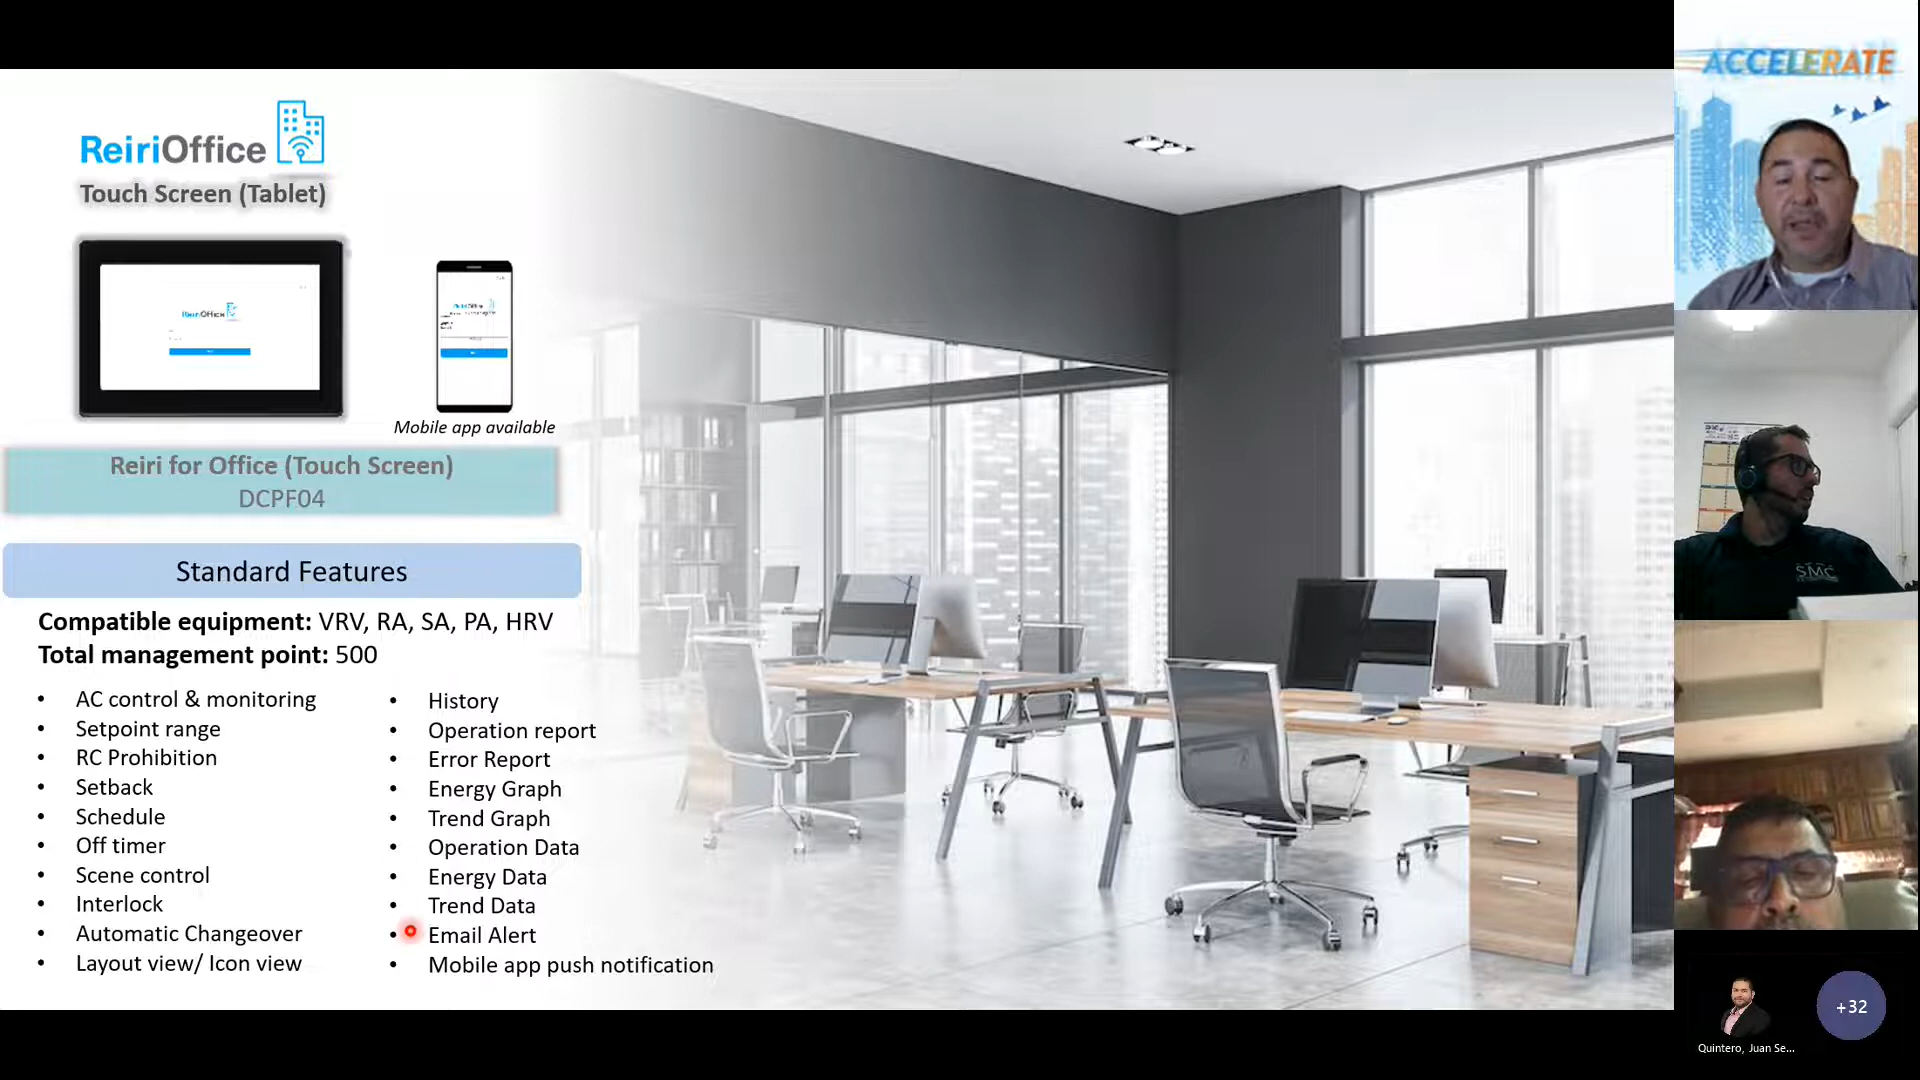 ReiriOffice
Touch Screen (Tablet)
ReiriOffice
ReiriOffice
Mobile app available
Reiri for Office (Touch Screen)
DCPF04
Standard Features
Compatible equipment: VRV, RA, SA, PA, HRV
Total management point: 500
• AC control & monitoring
• Setpoint range
• RC Prohibition
• Setback
• Schedule
• Off timer
• Scene control
• Interlock
• Automatic Changeover
• Layout view/ Icon view
• History
• Operation report
• Error Report
• Energy Graph
• Trend Graph
• Operation Data
• Energy Data
• Trend Data
• Email Alert
• Mobile app push notification
ACCELERATE
SMC
Quintero, Juan Se...
+32